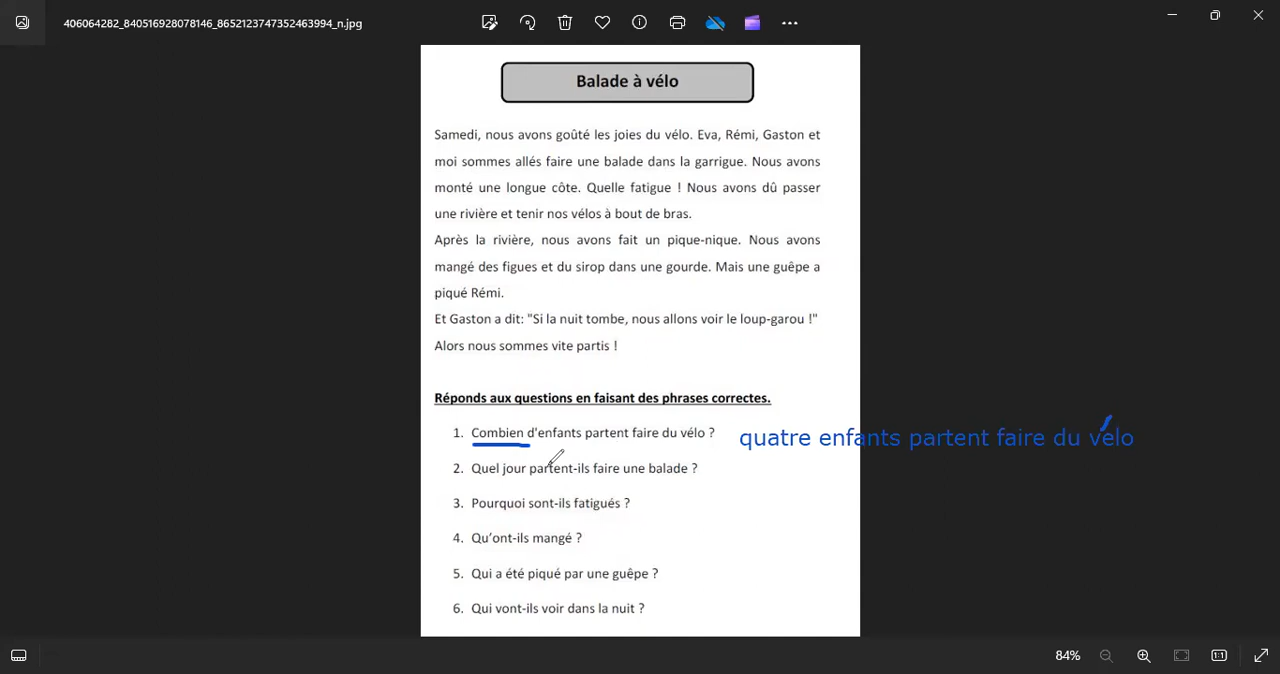 406064282_840516928078146_8652123747352463994_n.jpg
Balade à vélo
Samedi, nous avons goûté les joies du vélo. Eva, Rémi, Gaston et
moi sommes allés faire une balade dans la garrigue. Nous avons
monté une longue côte. Quelle fatigue ! Nous avons dû passer
une rivière et tenir nos vélos à bout de bras.
Après la rivière, nous avons fait un pique-nique. Nous avons
mangé des figues et du sirop dans une gourde. Mais une guêpe a
piqué Rémi.
Et Gaston a dit: "Si la nuit tombe, nous allons voir le loup-garou !"
Alors nous sommes vite partis !
Réponds aux questions en faisant des phrases correctes.
1. Combien d'enfants partent faire du vélo ? quatre enfants partent faire du vélo
2. Quel jour partent-ils faire une balade ?
3. Pourquoi sont-ils fatigués ?
4. Qu’ont-ils mangé ?
5. Qui a été piqué par une guêpe ?
6. Qui vont-ils voir dans la nuit ?
84%
1:1